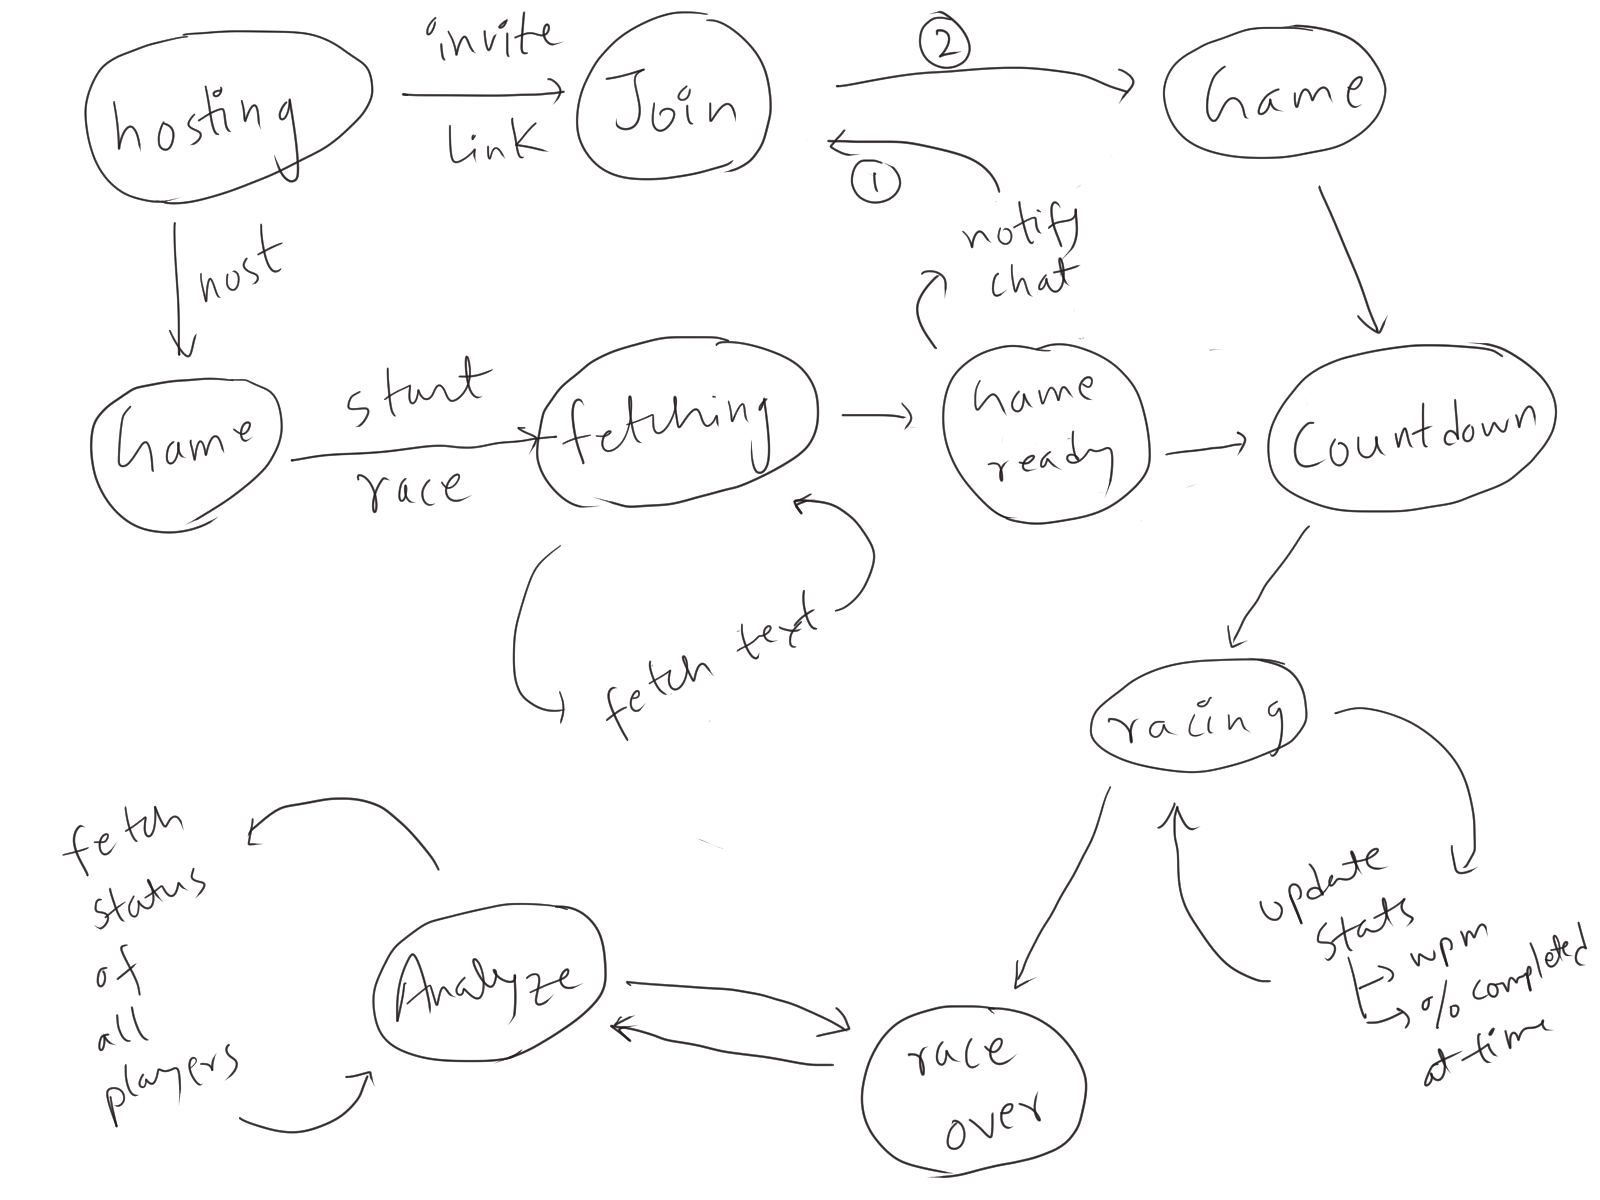 invite
hosting
Link
Join
2
Game
1
notify
chat
host
Game
start
race
fetching
Game
ready
Countdown
fetch text
racing
update
stats
wpm
% completed
at time
fetch
status
of
all
players
Analyze
race
over